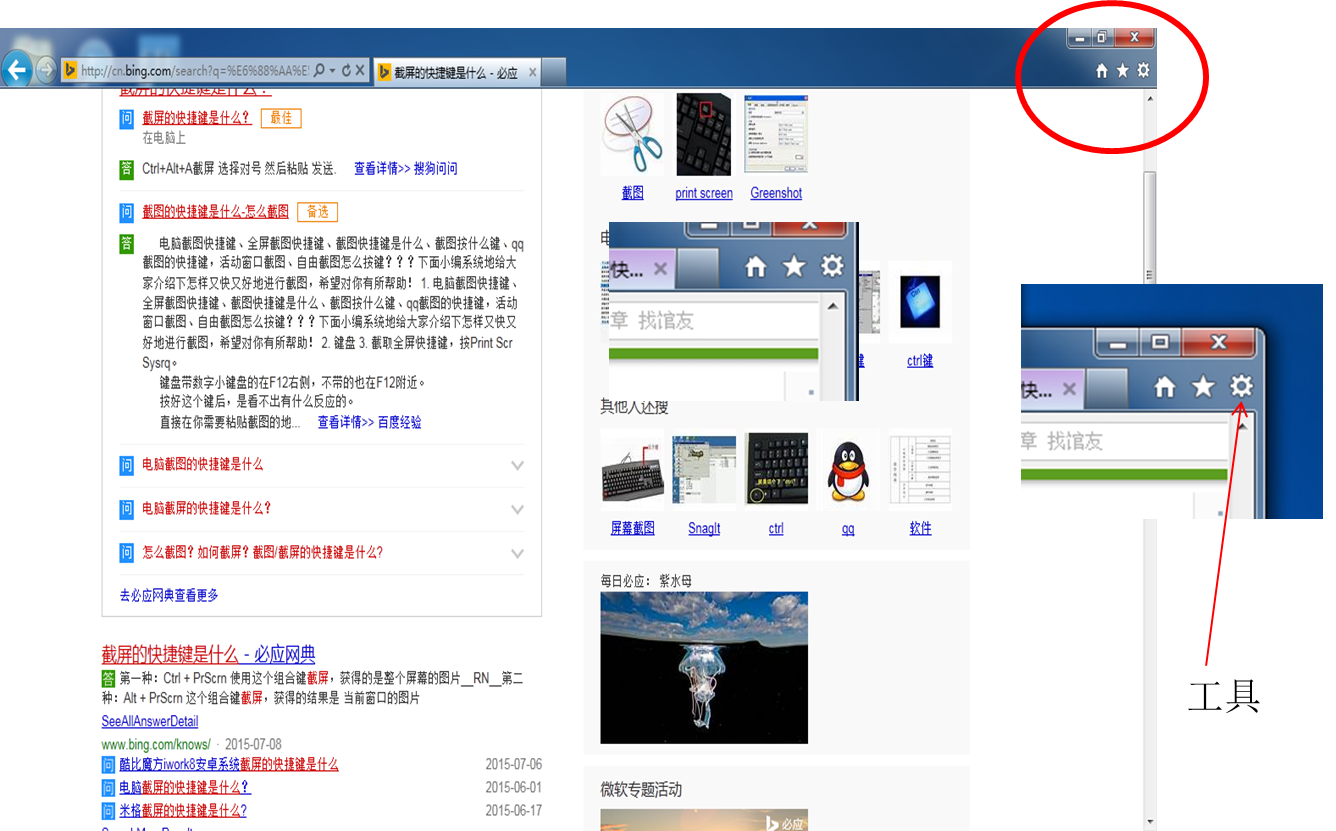 http://cn.bing.com/search?q=%E6%88%AA%E!
截屏的快捷键是什么 - 必应
截屏的快捷键是什么?
截屏的快捷键是什么? 最佳
在电脑上
Ctrl+Alt+A截屏 选择对号 然后粘贴 发送. 查看详情>> 搜狗问问
截图的快捷键是什么-怎么截图 备选
电脑截图快捷键、全屏截图快捷键、截图快捷键是什么、截图按什么键、qq
截图的快捷键，活动窗口截图、自由截图怎么按键？？？下面小编系统地给大
家介绍下怎样又快又好地进行截图，希望对你有所帮助！ 1. 电脑截图快捷键、
全屏截图快捷键、截图快捷键是什么、截图按什么键、qq截图的快捷键，活动
窗口截图、自由截图怎么按键？？？下面小编系统地给大家介绍下怎样又快又
好地进行截图，希望对你有所帮助！ 2. 键盘 3. 截取全屏快捷键，按Print Scr
Sysrq。
键盘带数字小键盘的在F12右侧，不带的也在F12附近。
按好这个键后，是看不出有什么反应的。
直接在你需要粘贴截图的地... 查看详情>> 百度经验
问 电脑截图的快捷键是什么
问 电脑截屏的快捷键是什么？
问 怎么截图？如何截屏？截图/截屏的快捷键是什么?
去必应网典查看更多
截屏的快捷键是什么 - 必应网典
答 第一种：Ctrl + PrScrn 使用这个组合键截屏，获得的是整个屏幕的图片__RN__第二
种：Alt + PrScrn 这个组合键截屏，获得的结果是 当前窗口的图片
SeeAllAnswerDetail
www.bing.com/knows/ · 2015-07-08
问 酷比魔方iwork8安卓系统截屏的快捷键是什么 2015-07-06
问 电脑截屏的快捷键是什么？ 2015-06-01
问 米格截屏的快捷键是什么? 2015-06-17
截图 print screen Greenshot
快...
章 找馆友
ctrl键
其他人还搜
屏幕截图 SnagIt ctrl qq 软件
每日必应： 紫水母
微软专题活动
必应
快...
章 找馆友
工具